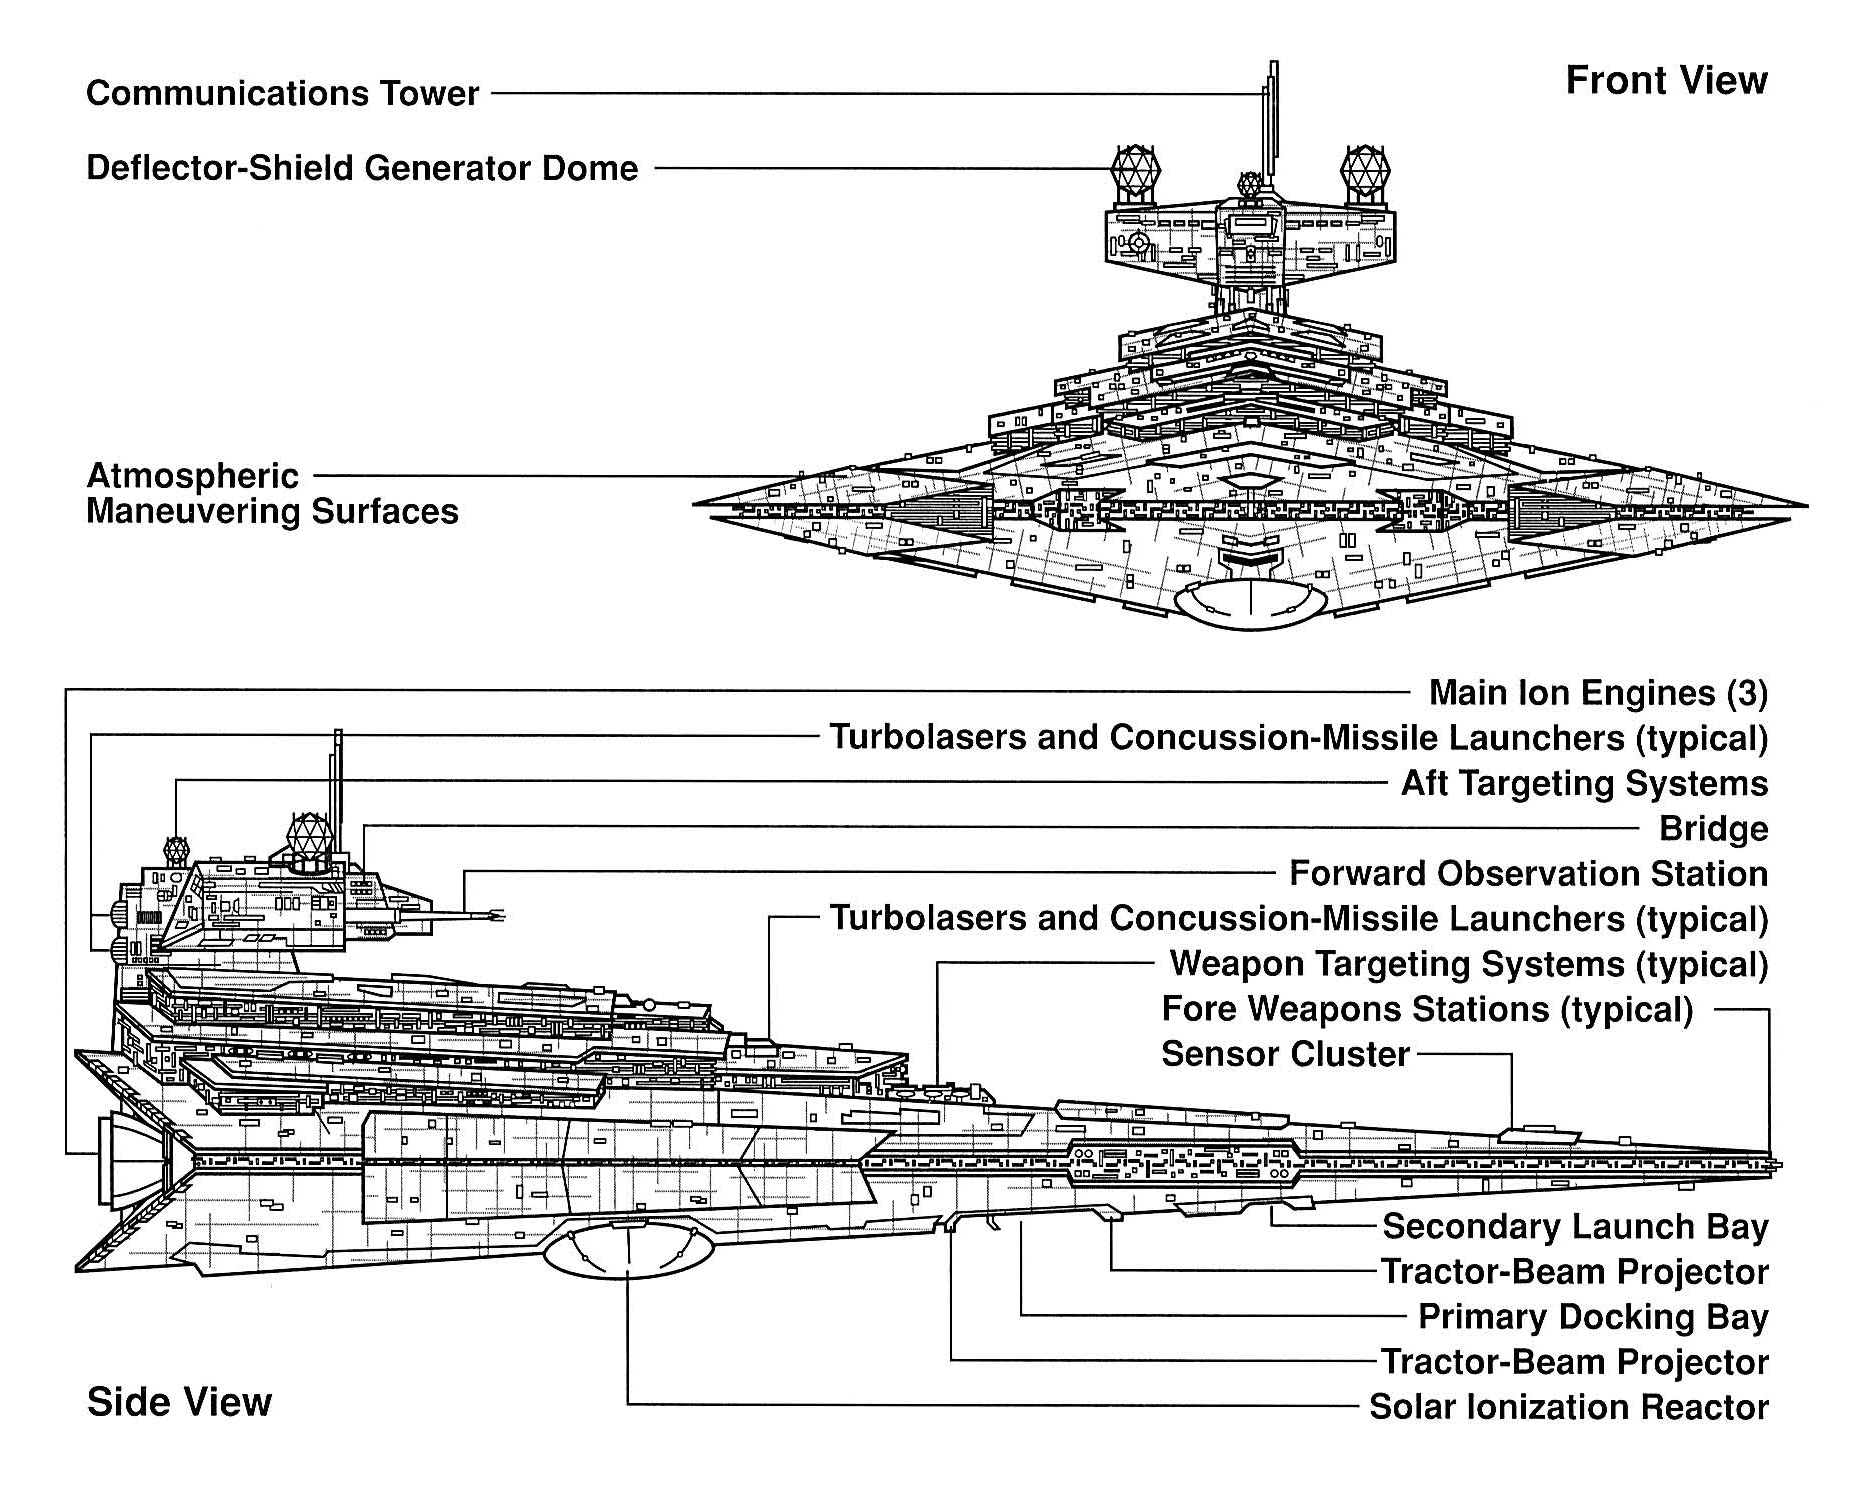 Front View
Communications Tower
Deflector-Shield Generator Dome
Atmospheric
Maneuvering Surfaces
Main Ion Engines (3)
Turbolasers and Concussion-Missile Launchers (typical)
Aft Targeting Systems
Bridge
Forward Observation Station
Turbolasers and Concussion-Missile Launchers (typical)
Weapon Targeting Systems (typical)
Fore Weapons Stations (typical)
Sensor Cluster
Secondary Launch Bay
Tractor-Beam Projector
Primary Docking Bay
Tractor-Beam Projector
Solar Ionization Reactor
Side View